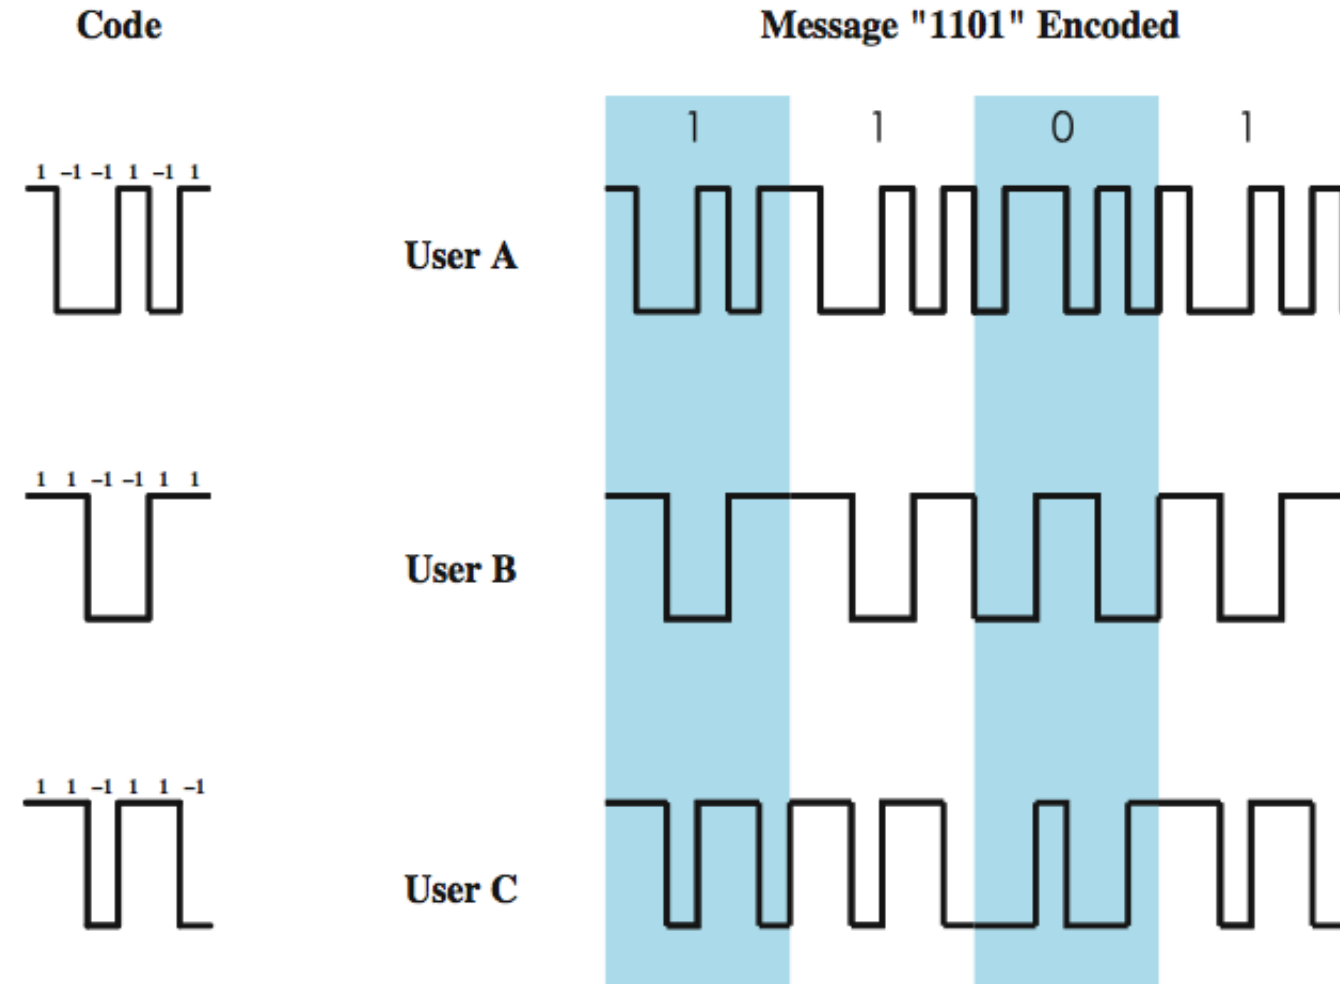 Code
Message "1101" Encoded
1 1 0 1
1 –1 –1 1 –1 1
User A
1 1 –1 –1 1 1
User B
1 1 –1 1 1 –1
User C